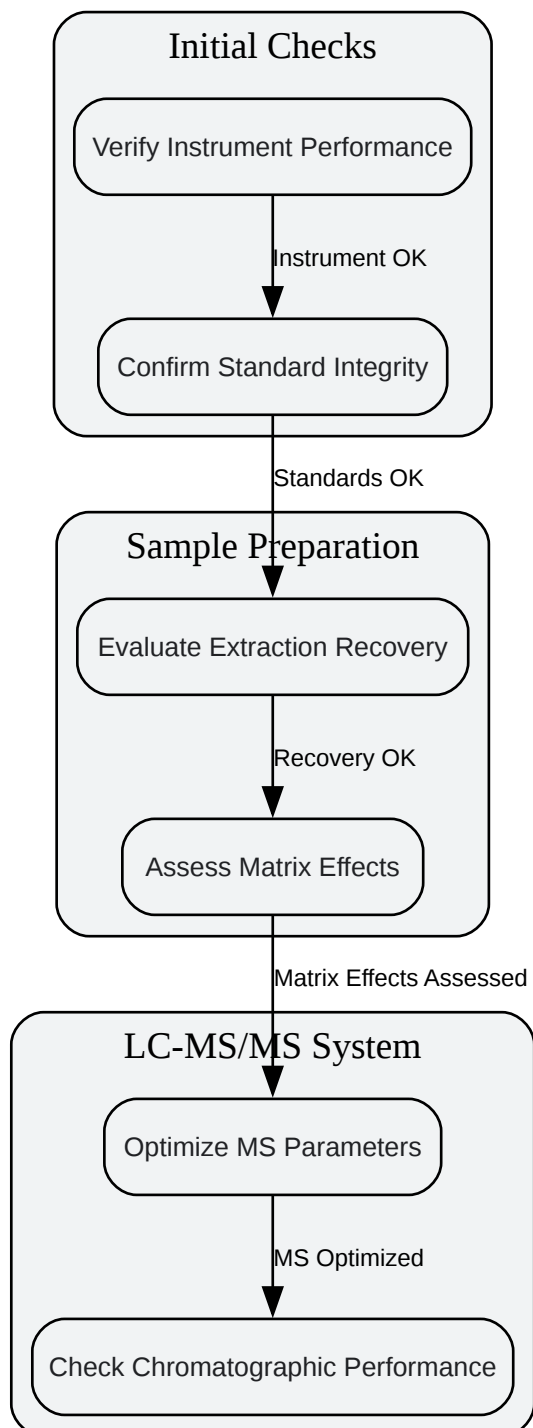 Initial Checks
Verify Instrument Performance
Instrument OK
Confirm Standard Integrity
Standards OK
Sample Preparation
Evaluate Extraction Recovery
Recovery OK
Assess Matrix Effects
Matrix Effects Assessed
LC-MS/MS System
Optimize MS Parameters
MS Optimized
Check Chromatographic Performance